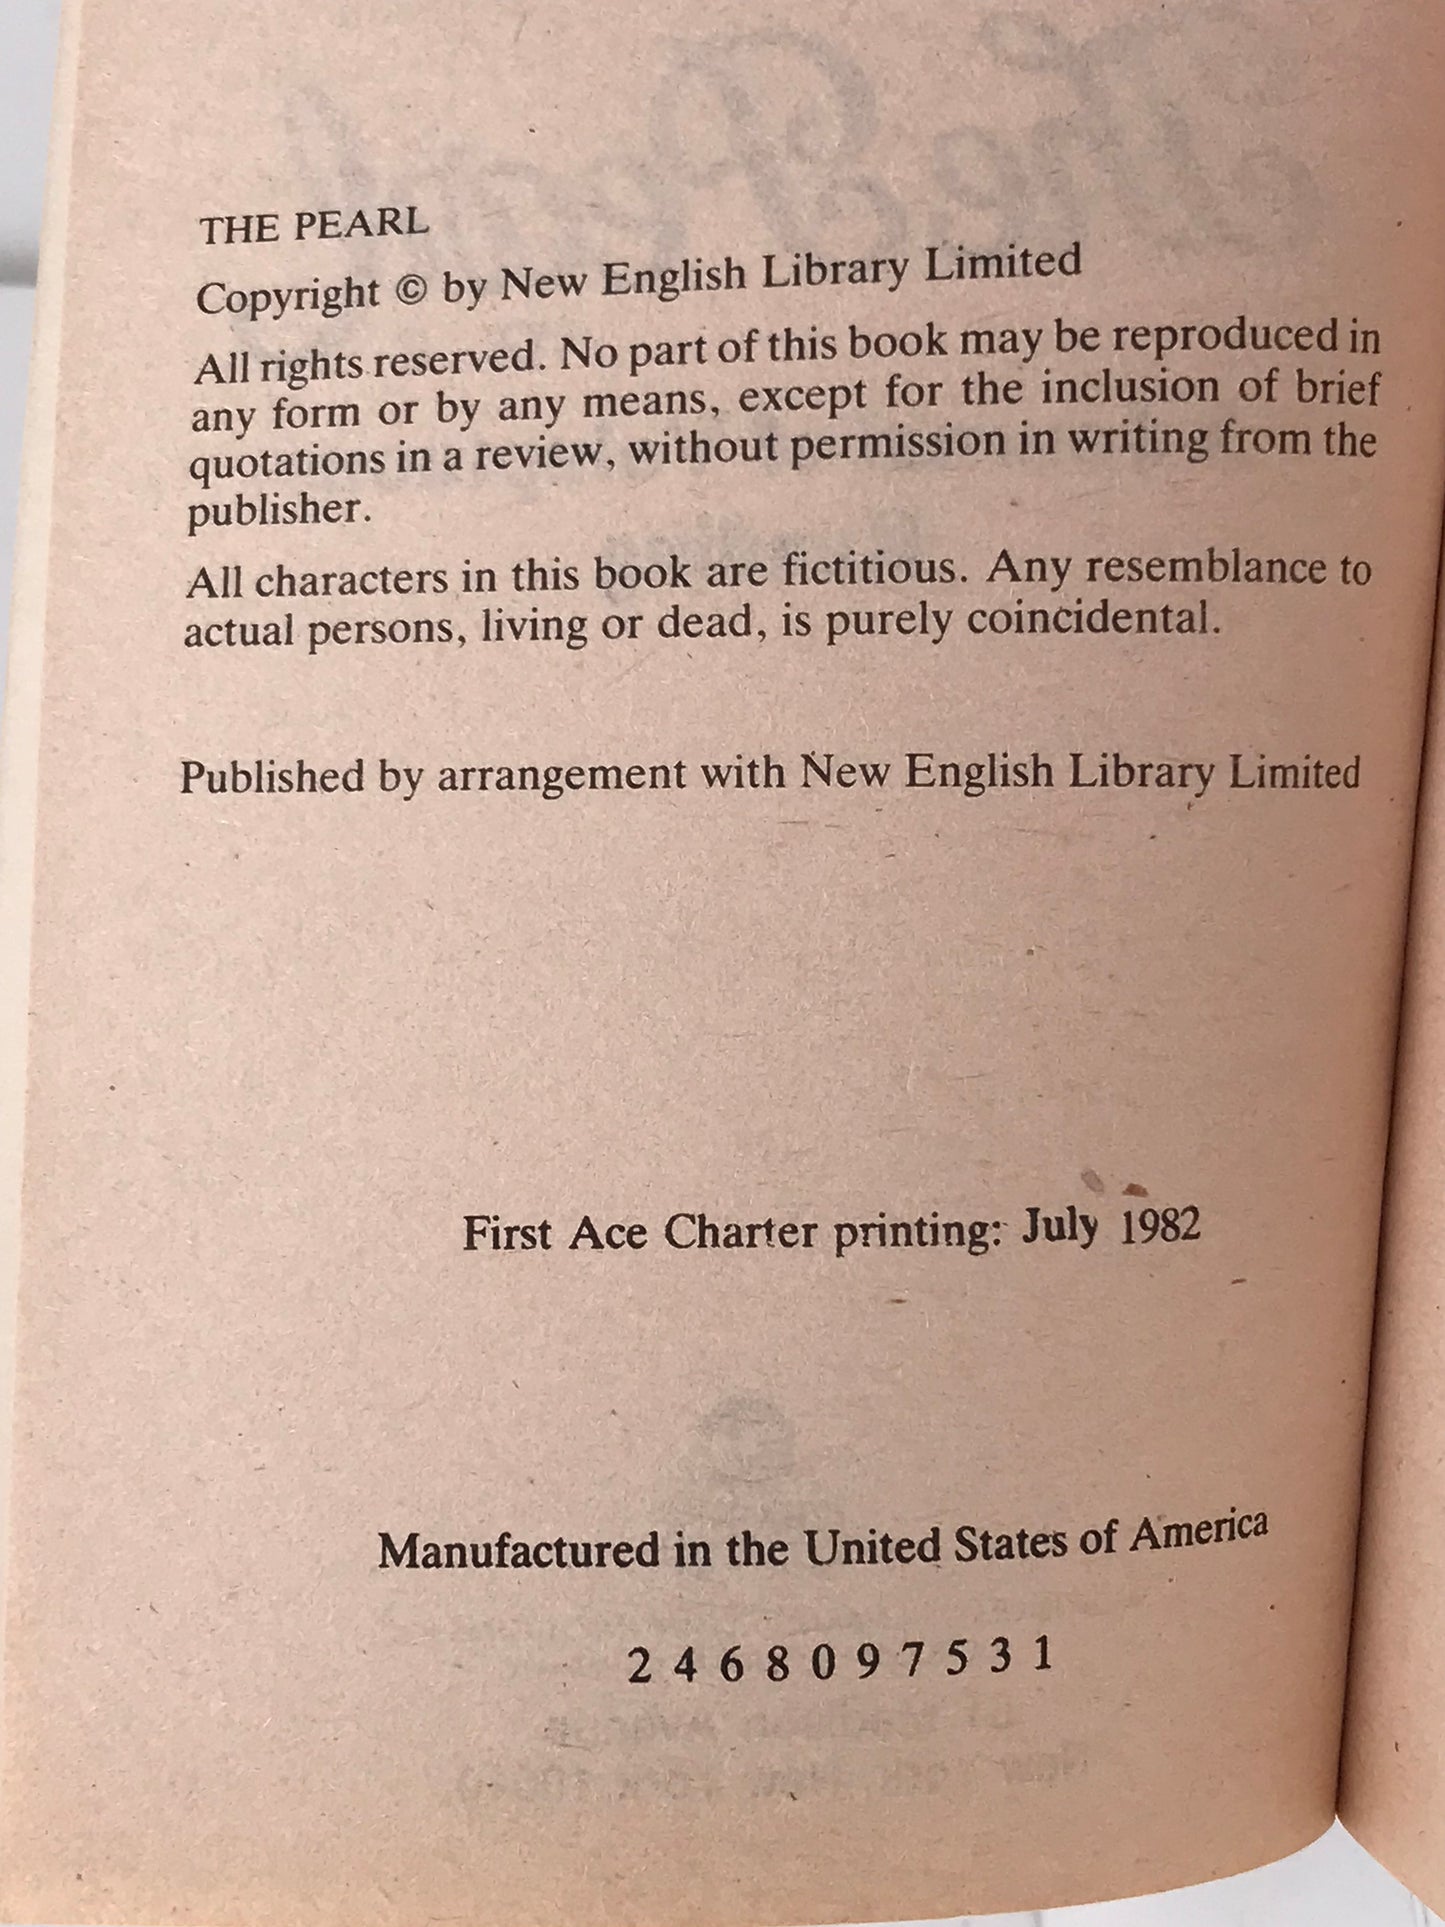 THE PEARL
Copyright © by New English Library Limited
All rights reserved. No part of this book may be reproduced in
any form or by any means, except for the inclusion of brief
quotations in a review, without permission in writing from the
publisher.
All characters in this book are fictitious. Any resemblance to
actual persons, living or dead, is purely coincidental.
Published by arrangement with New English Library Limited
First Ace Charter printing: July 1982
Manufactured in the United States of America
2 4 6 8 0 9 7 5 3 1